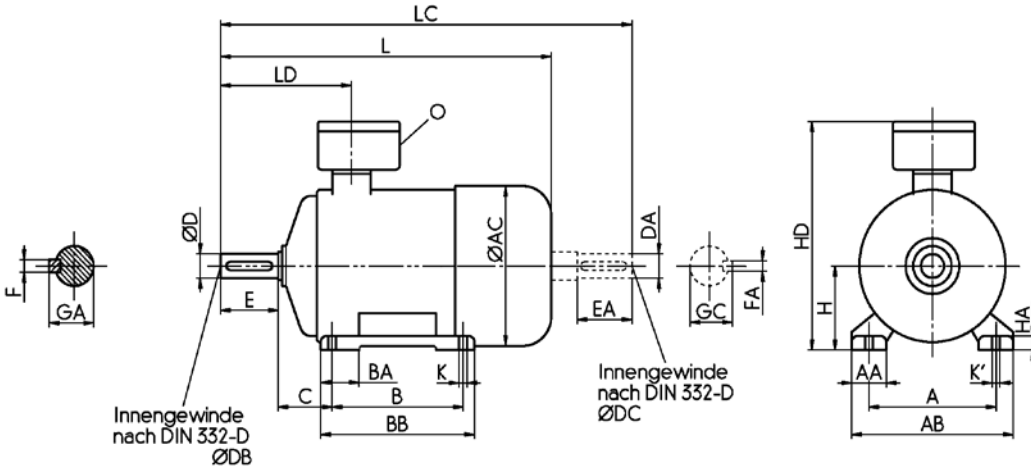 LC
L
LD
O
ØD
ØAC
DA
HD
F
GA
E
EA
GC
FA
H
HA
BA
K
C
B
BB
AA
K'
A
AB
Innengewinde
nach DIN 332-D
ØDB
Innengewinde
nach DIN 332-D
ØDC